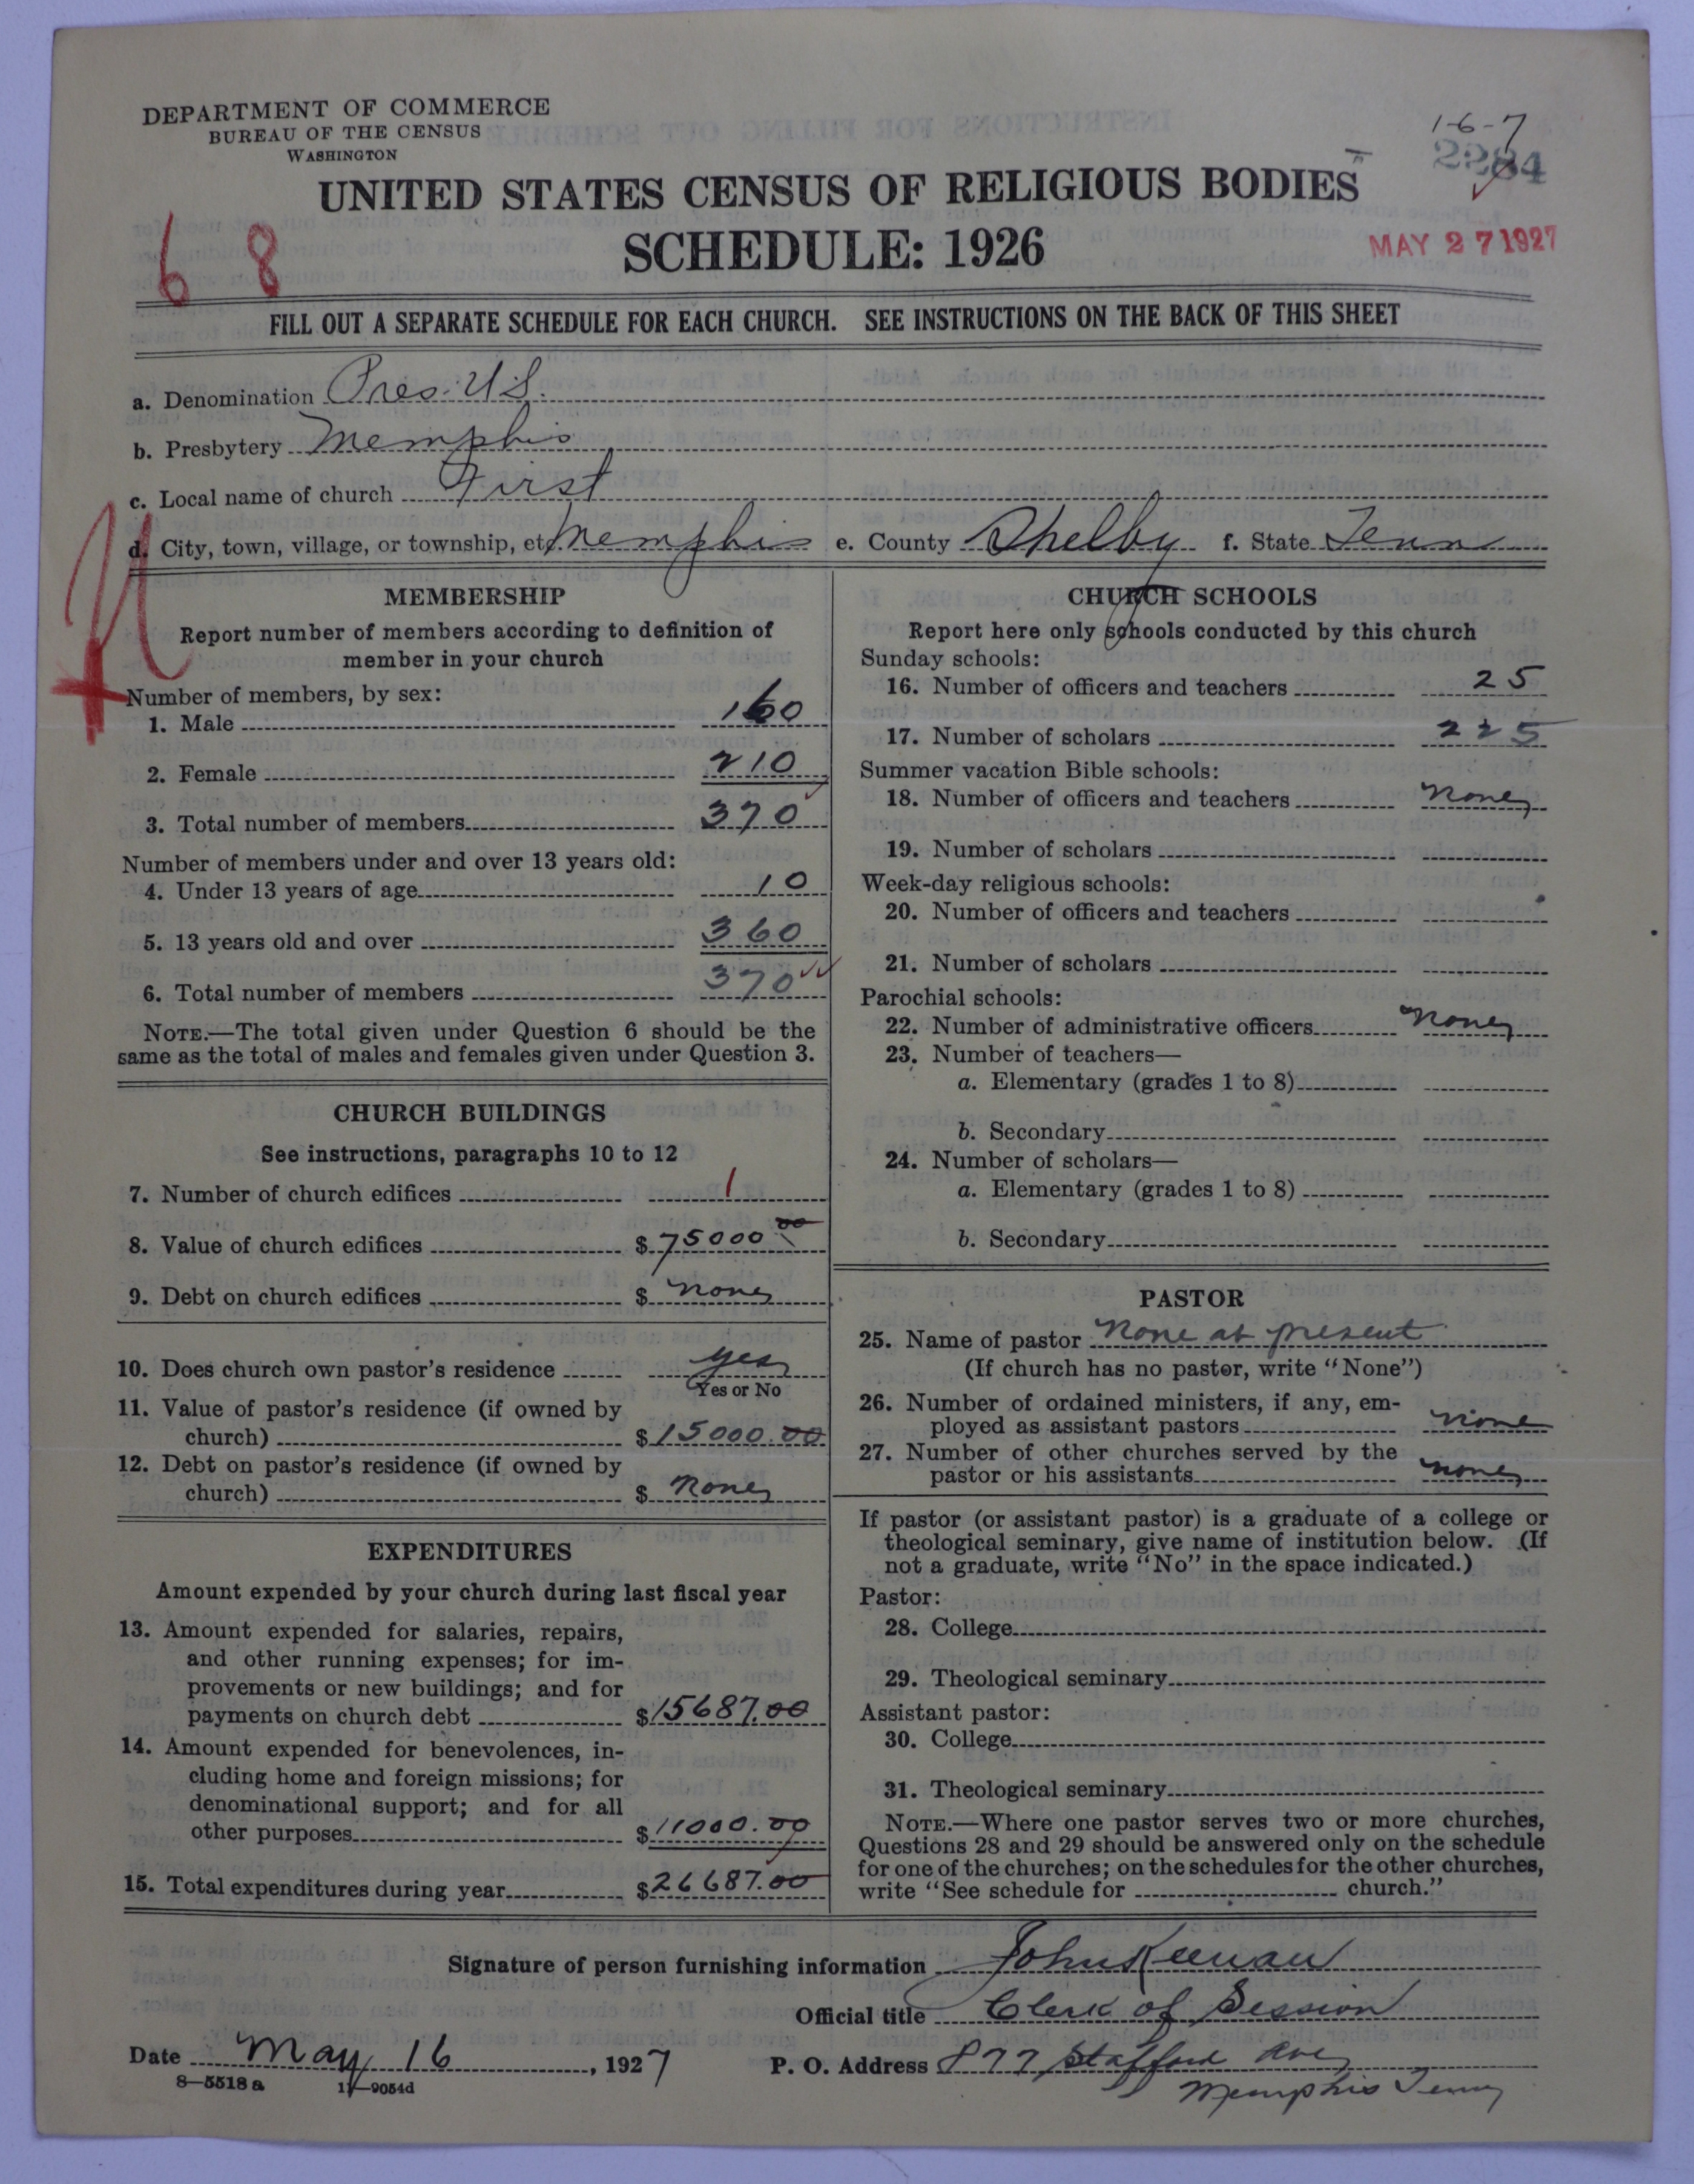 DEPARTMENT OF COMMERCE
BUREAU OF THE CENSUS
WASHINGTON
1-6-7
2284
UNITED STATES CENSUS OF RELIGIOUS BODIES
SCHEDULE: 1926
MAY 27 1927
6 8
FILL OUT A SEPARATE SCHEDULE FOR EACH CHURCH. SEE INSTRUCTIONS ON THE BACK OF THIS SHEET
a. Denomination Pres. U.S.
b. Presbytery Memphis
c. Local name of church First
d. City, town, village, or township, etc. Memphis e. County Shelby f. State Tenn
MEMBERSHIP
Report number of members according to definition of
member in your church
Number of members, by sex:
1. Male 160
2. Female 210
3. Total number of members 370
Number of members under and over 13 years old:
4. Under 13 years of age 10
5. 13 years old and over 360
6. Total number of members 370
NOTE.—The total given under Question 6 should be the
same as the total of males and females given under Question 3.
CHURCH BUILDINGS
See instructions, paragraphs 10 to 12
7. Number of church edifices 1
8. Value of church edifices $75000 00
9. Debt on church edifices $ none
10. Does church own pastor's residence yes
Yes or No
11. Value of pastor's residence (if owned by
church) $15000.00
12. Debt on pastor's residence (if owned by
church) $ None
EXPENDITURES
Amount expended by your church during last fiscal year
13. Amount expended for salaries, repairs,
and other running expenses; for im-
provements or new buildings; and for
payments on church debt $15687.00
14. Amount expended for benevolences, in-
cluding home and foreign missions; for
denominational support; and for all
other purposes $11000.00
15. Total expenditures during year $26687.00
CHURCH SCHOOLS
Report here only schools conducted by this church
Sunday schools:
16. Number of officers and teachers 25
17. Number of scholars 225
Summer vacation Bible schools:
18. Number of officers and teachers none
19. Number of scholars
Week-day religious schools:
20. Number of officers and teachers
21. Number of scholars
Parochial schools:
22. Number of administrative officers none
23. Number of teachers—
a. Elementary (grades 1 to 8)
b. Secondary
24. Number of scholars—
a. Elementary (grades 1 to 8)
b. Secondary
PASTOR
25. Name of pastor None at present
(If church has no pastor, write "None")
26. Number of ordained ministers, if any, em-
ployed as assistant pastors none
27. Number of other churches served by the
pastor or his assistants none
If pastor (or assistant pastor) is a graduate of a college or
theological seminary, give name of institution below. (If
not a graduate, write "No" in the space indicated.)
Pastor:
28. College
29. Theological seminary
Assistant pastor:
30. College
31. Theological seminary
NOTE.—Where one pastor serves two or more churches,
Questions 28 and 29 should be answered only on the schedule
for one of the churches; on the schedules for the other churches,
write "See schedule for church."
Signature of person furnishing information John Keenan
Official title Clerk of Session
Date May 16, 1927 P. O. Address 877 Stafford Ave
8-5518 a 11-9054d Memphis Tenn